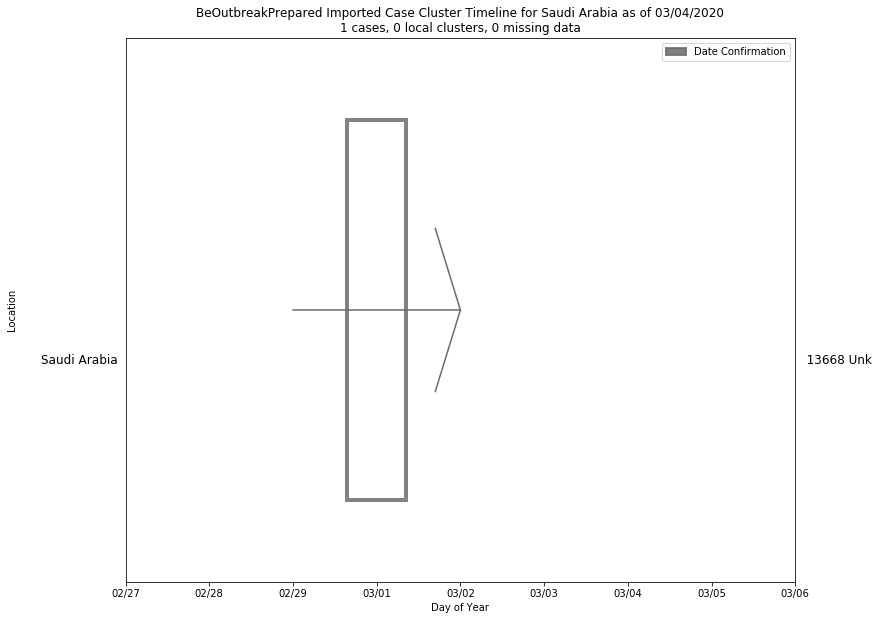 BeOutbreakPrepared Imported Case Cluster Timeline for Saudi Arabia as of 03/04/2020
1 cases, 0 local clusters, 0 missing data
Date Confirmation
Location
Saudi Arabia
13668 Unk
02/27 02/28 02/29 03/01 03/02 03/03 03/04 03/05 03/06
Day of Year